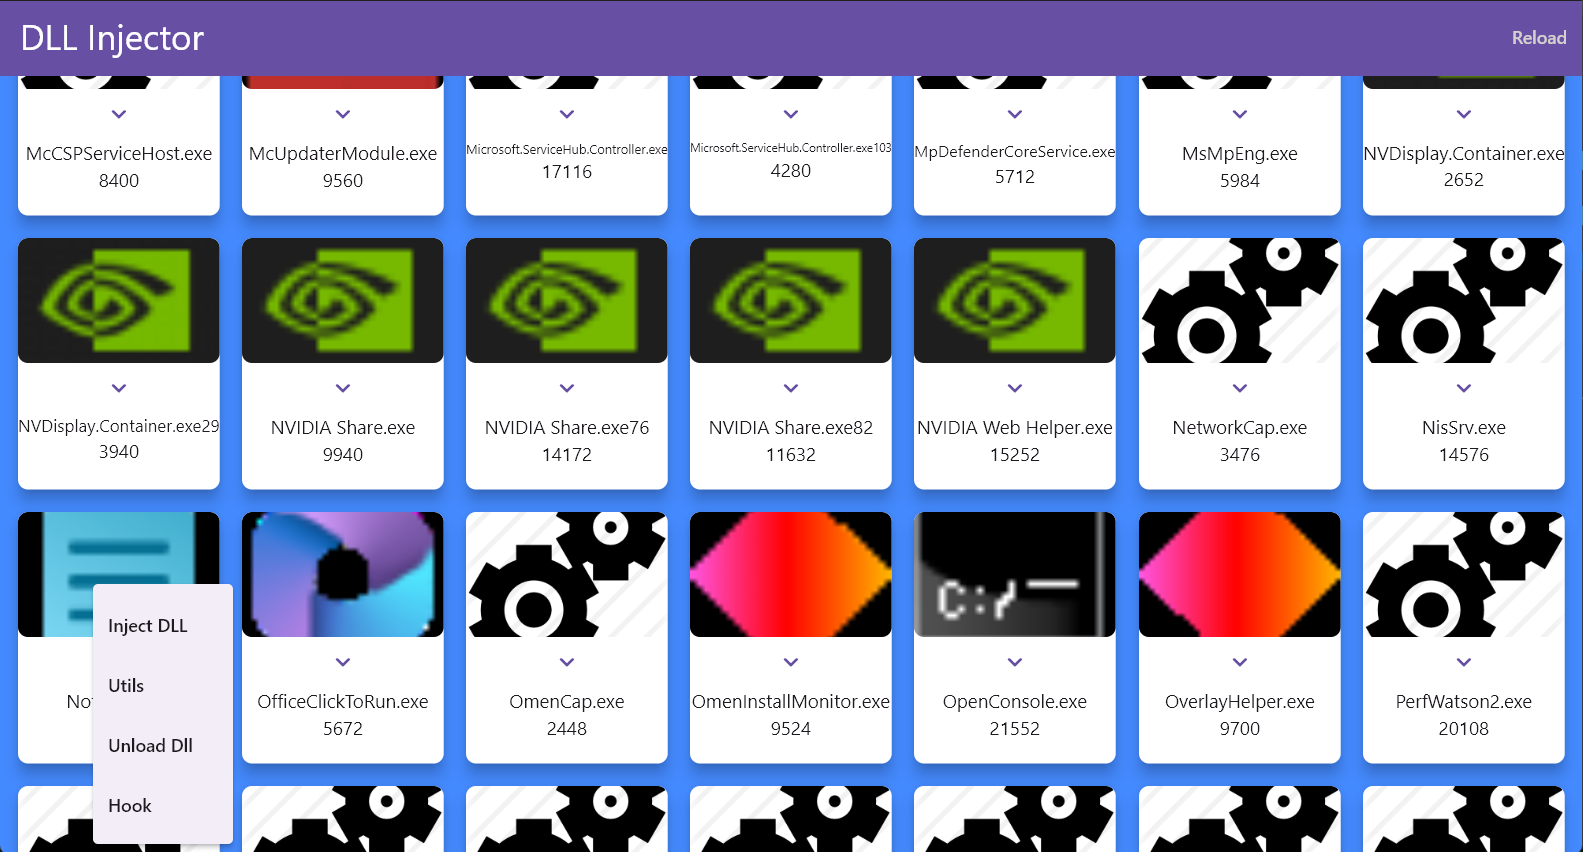 DLL Injector
Reload
McCSPServiceHost.exe
8400
McUpdaterModule.exe
9560
Microsoft.ServiceHub.Controller.exe
17116
Microsoft.ServiceHub.Controller.exe103
4280
MpDefenderCoreService.exe
5712
MsMpEng.exe
5984
NVDisplay.Container.exe
2652
NVDisplay.Container.exe29
3940
NVIDIA Share.exe
9940
NVIDIA Share.exe76
14172
NVIDIA Share.exe82
11632
NVIDIA Web Helper.exe
15252
NetworkCap.exe
3476
NisSrv.exe
14576
Not
Inject DLL
Utils
Unload Dll
Hook
OfficeClickToRun.exe
5672
OmenCap.exe
2448
OmenInstallMonitor.exe
9524
C:/
OpenConsole.exe
21552
OverlayHelper.exe
9700
PerfWatson2.exe
20108